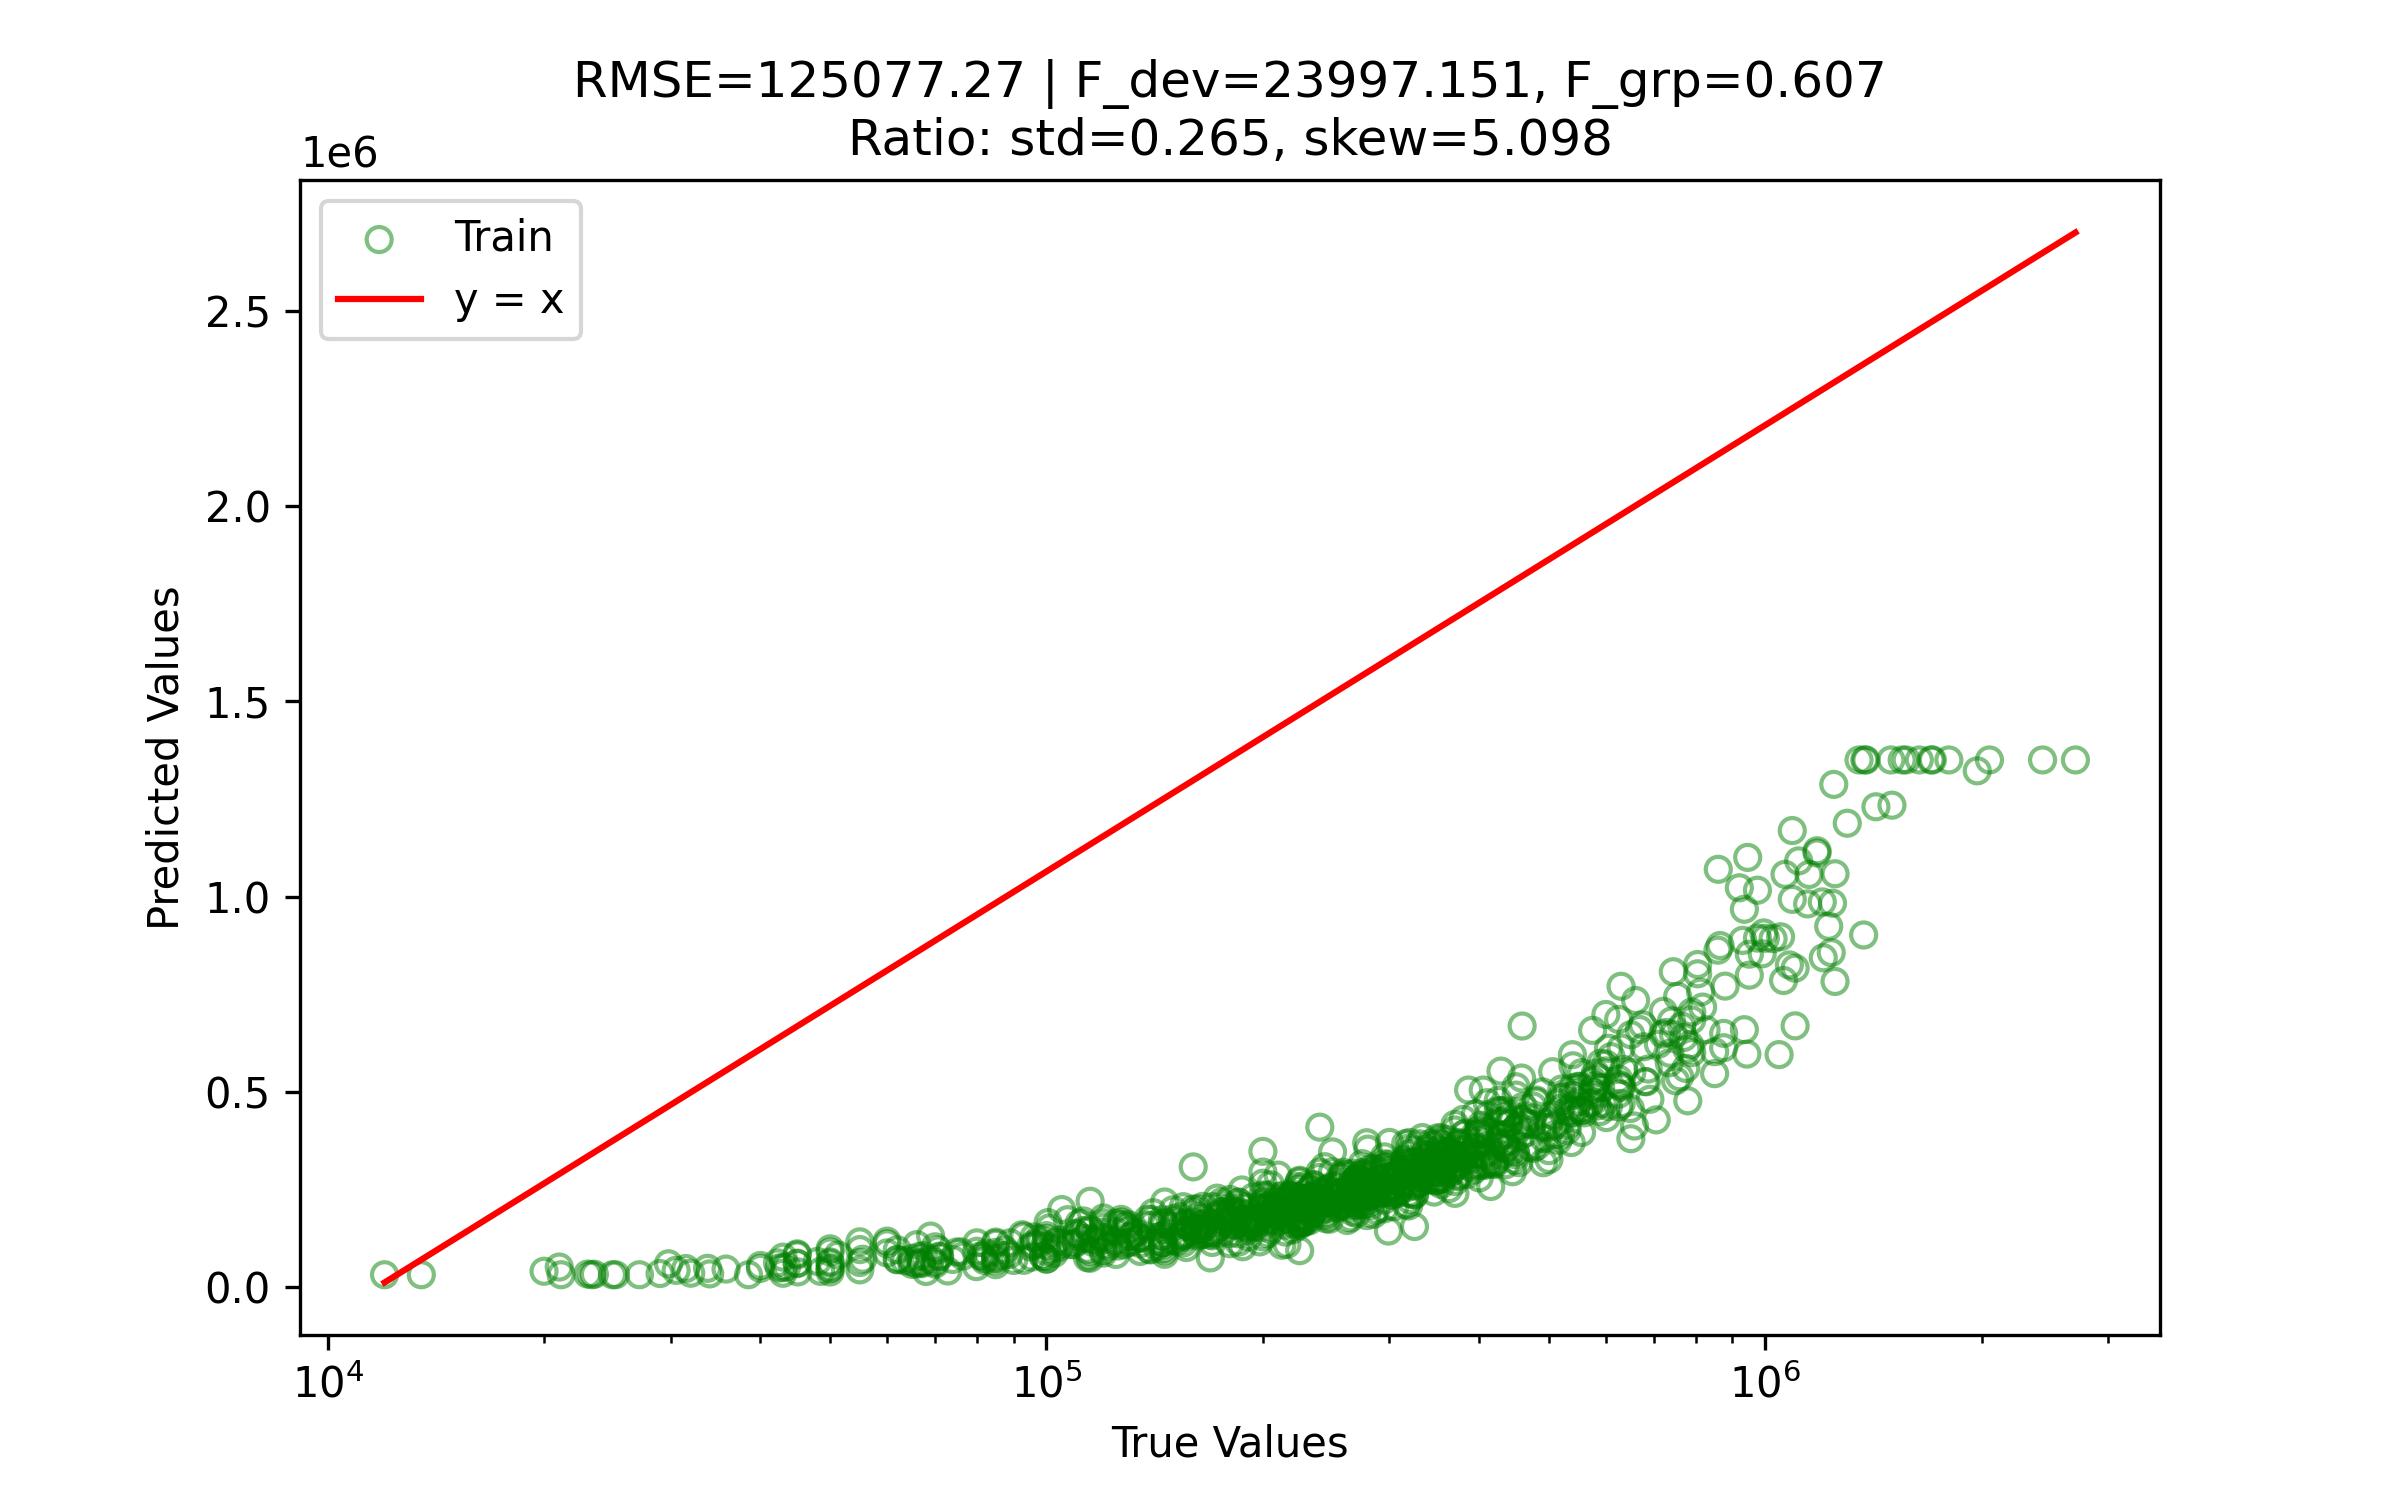 RMSE=125077.27 | F_dev=23997.151, F_grp=0.607
Ratio: std=0.265, skew=5.098
1e6
Train
y = x
2.5
2.0
1.5
1.0
0.5
0.0
Predicted Values
10⁴
10⁵
10⁶
True Values